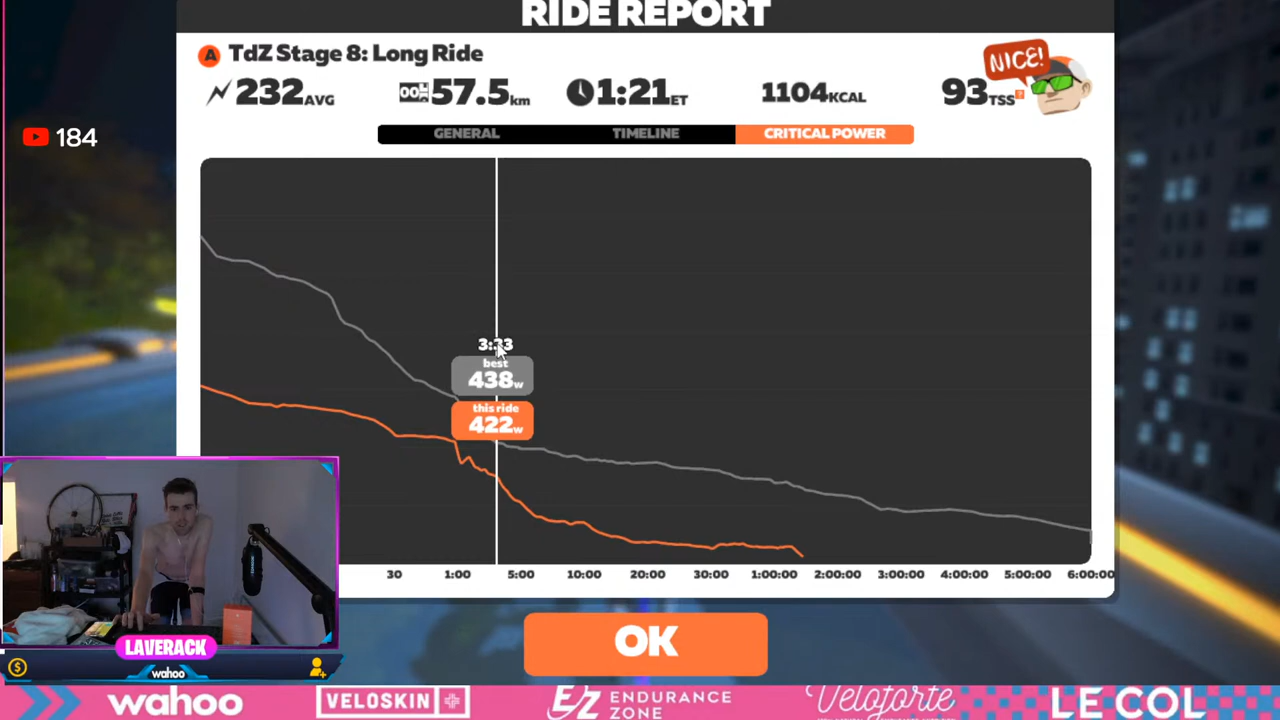 RIDE REPORT
A TdZ Stage 8: Long Ride
NICE!
232AVG 57.5km 1:21ET 1104KCAL 93TSS
GENERAL TIMELINE CRITICAL POWER
184
3:33
best
438w
this ride
422w
30 1:00 5:00 10:00 20:00 30:00 1:00:00 2:00:00 3:00:00 4:00:00 5:00:00 6:00:00
OK
LAVERACK
wahoo
wahoo VELOSKIN E/z ENDURANCE ZONE Veloforte LE COL